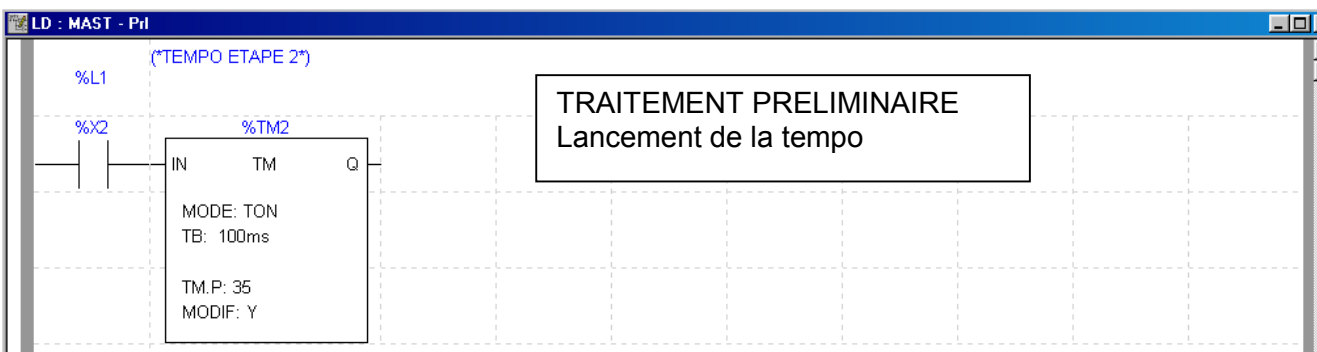 LD : MAST - Prl
(*TEMPO ETAPE 2*)
%L1
TRAITEMENT PRELIMINAIRE
Lancement de la tempo
%X2 %TM2
IN TM Q
MODE: TON
TB: 100ms
TM.P: 35
MODIF: Y